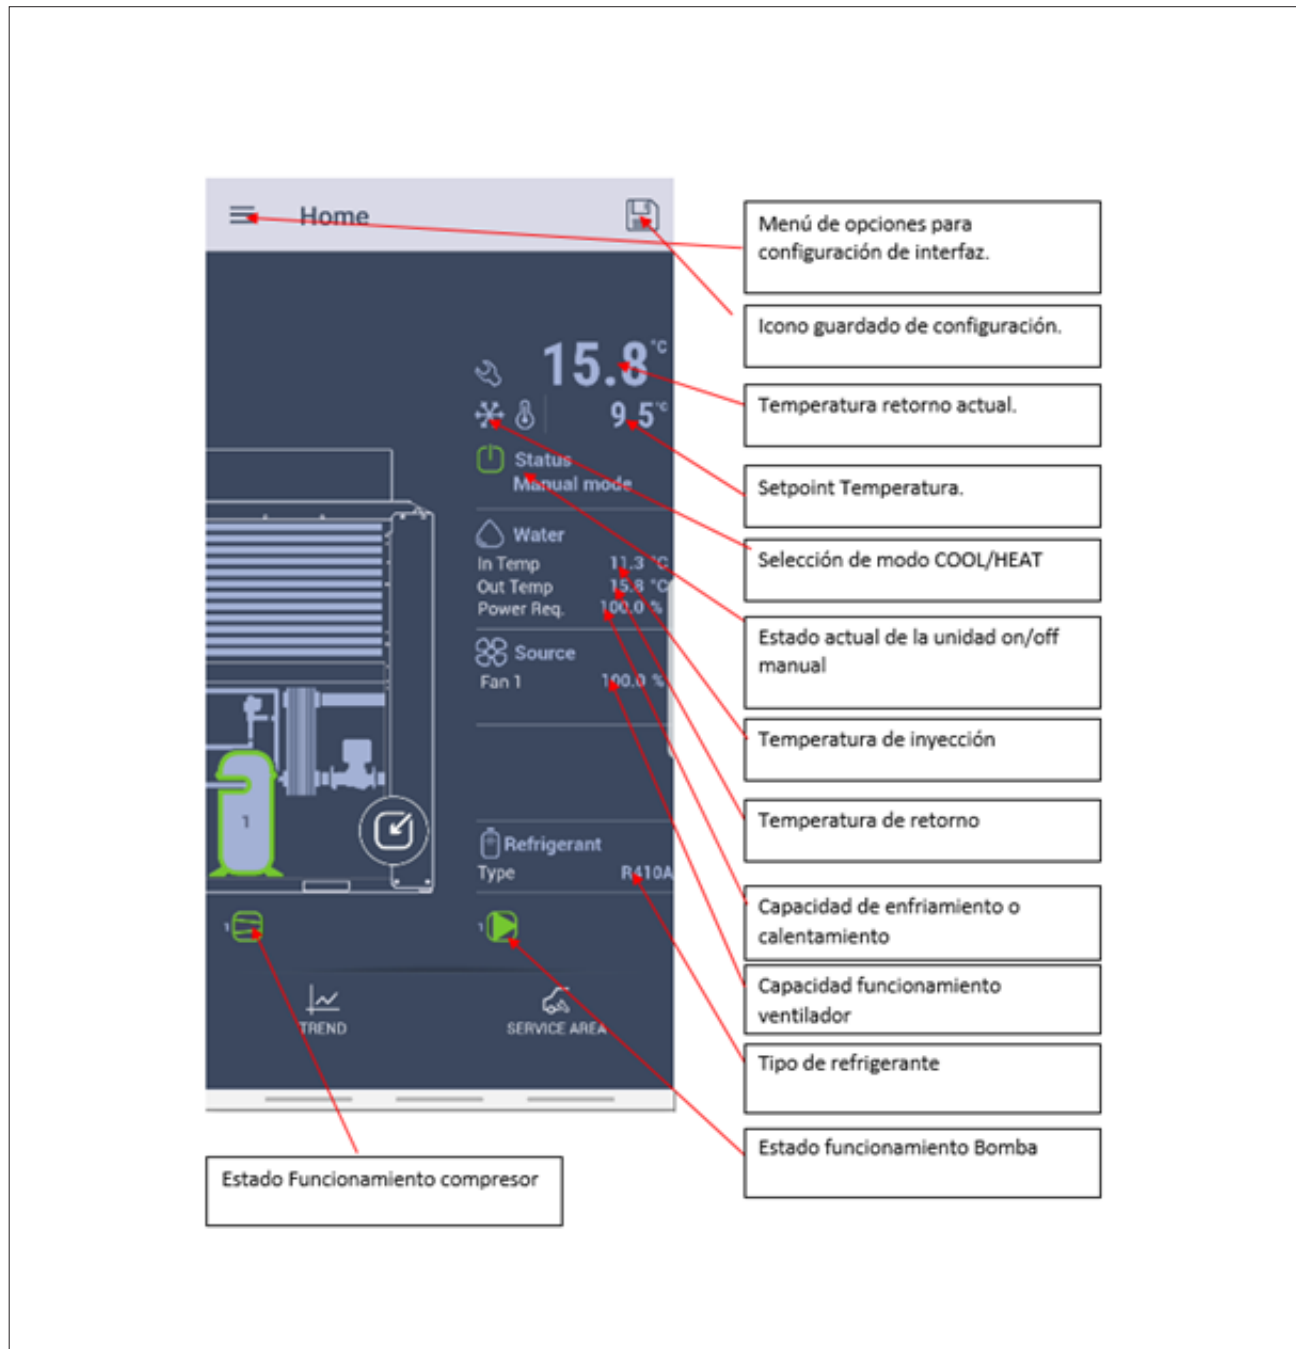 Home
15.8 °C
9.5 °C
Status
Manual mode
Water
In Temp 11.3 °C
Out Temp 15.8 °C
Power Req. 100.0 %
Source
Fan 1 100.0 %
1
Refrigerant
Type R410A
1
1
TREND
SERVICE AREA
Menú de opciones para
configuración de interfaz.
Icono guardado de configuración.
Temperatura retorno actual.
Setpoint Temperatura.
Selección de modo COOL/HEAT
Estado actual de la unidad on/off
manual
Temperatura de inyección
Temperatura de retorno
Capacidad de enfriamiento o
calentamiento
Capacidad funcionamiento
ventilador
Tipo de refrigerante
Estado funcionamiento Bomba
Estado Funcionamiento compresor